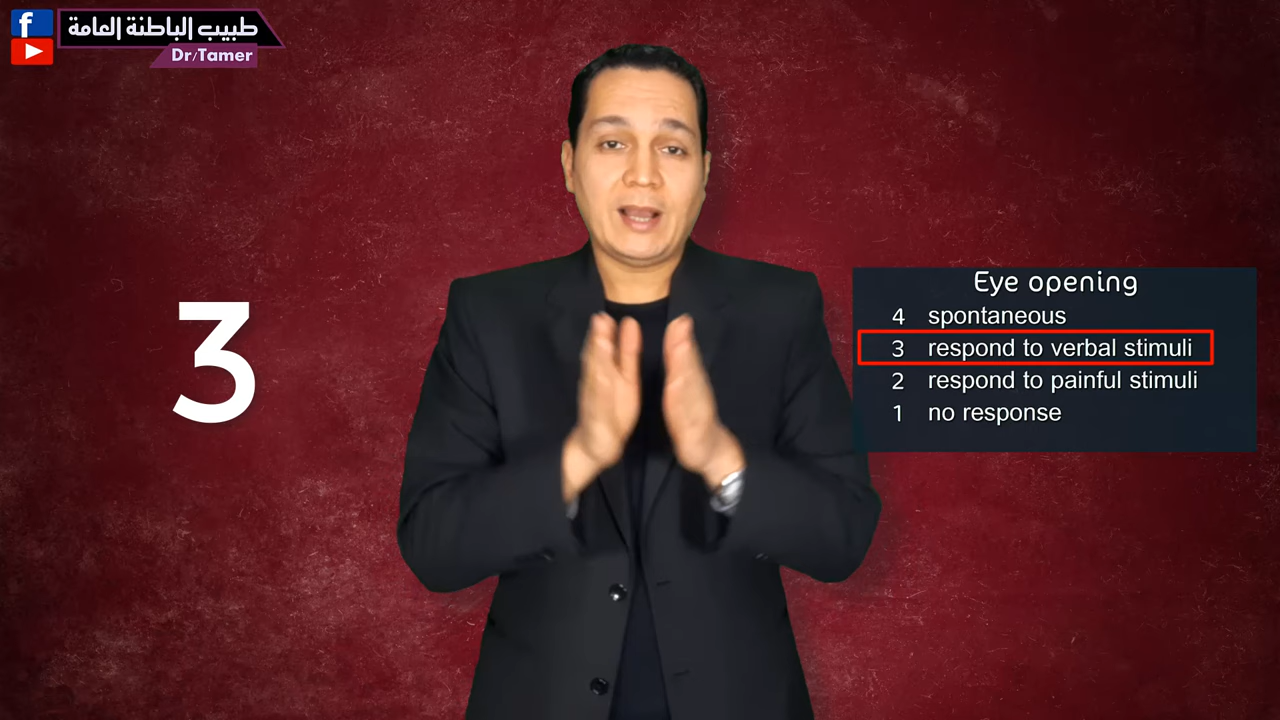 طبيب الباطنة العامة
Dr/Tamer
3
Eye opening
4 spontaneous
3 respond to verbal stimuli
2 respond to painful stimuli
1 no response